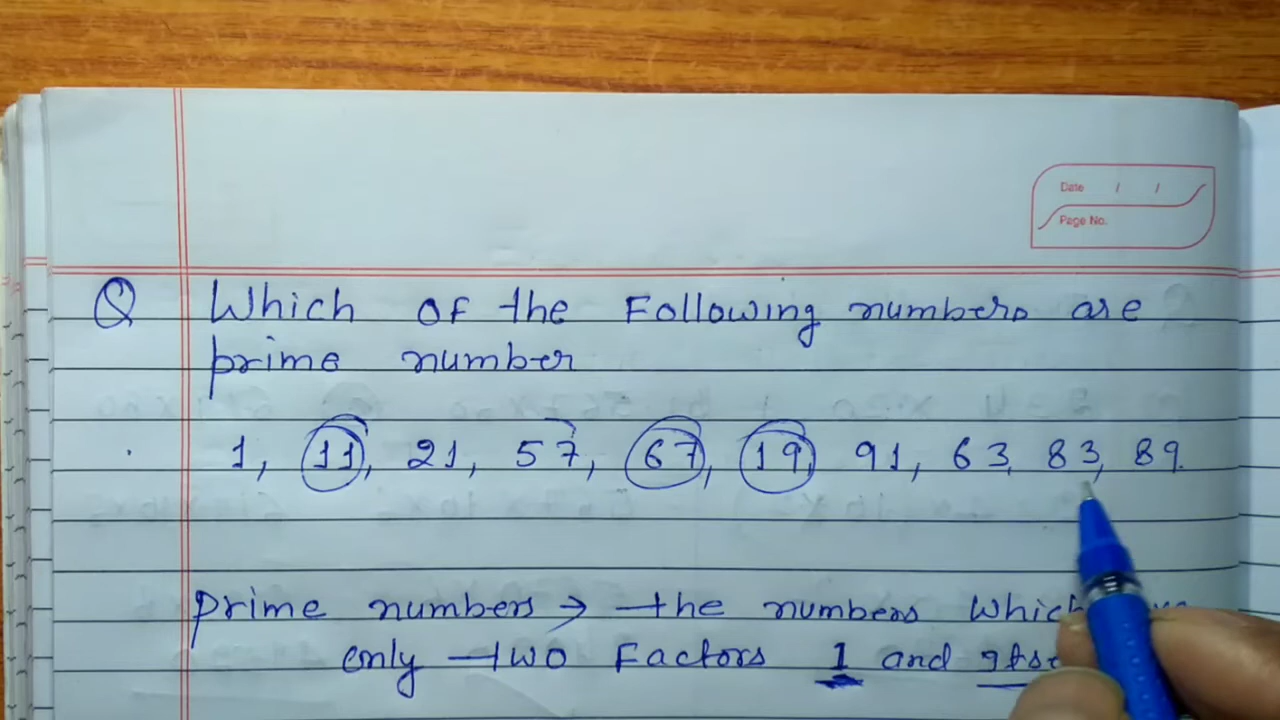 Date / /
Page No.
Q Which of the Following numbers are
prime number
1, 11, 21, 57, 67, 19, 91, 63, 83, 89.
prime numbers → the numbers which
only two Factors 1 and